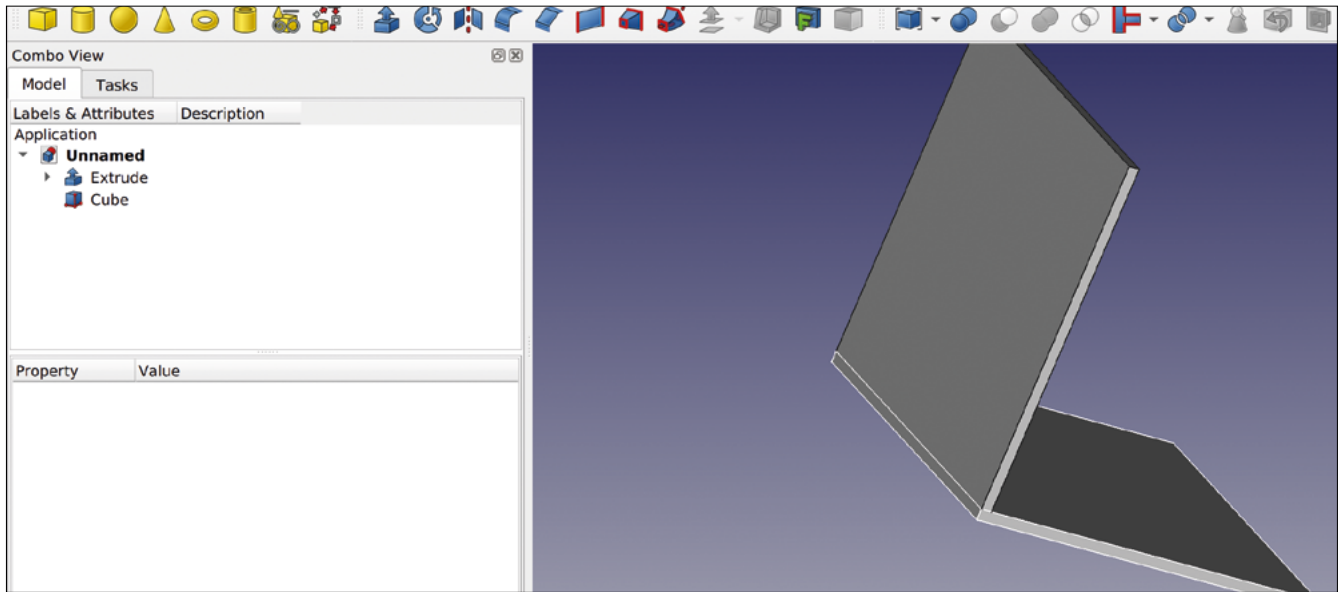 Combo View
Model Tasks
Labels & Attributes Description
Application
Unnamed
Extrude
Cube
Property Value